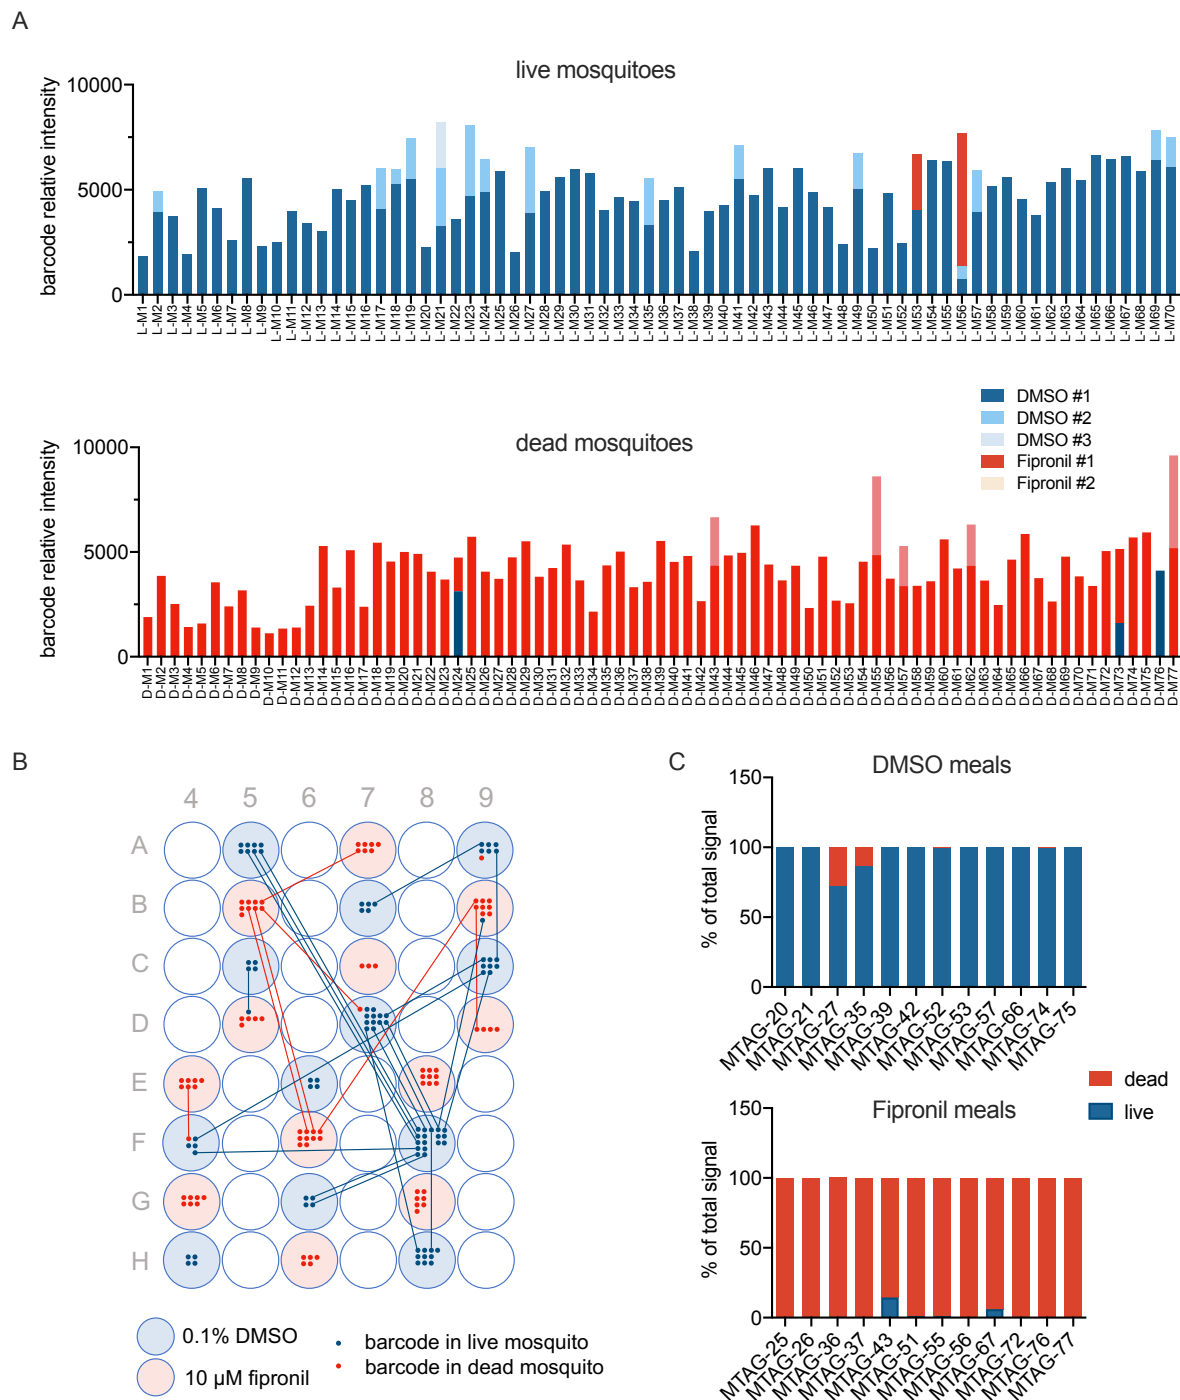 A
live mosquitoes
barcode relative intensity
10000
5000
0
L-M1 L-M2 L-M3 L-M4 L-M5 L-M6 L-M7 L-M8 L-M9 L-M10 L-M11 L-M12 L-M13 L-M14 L-M15 L-M16 L-M17 L-M18 L-M19 L-M20 L-M21 L-M22 L-M23 L-M24 L-M25 L-M26 L-M27 L-M28 L-M29 L-M30 L-M31 L-M32 L-M33 L-M34 L-M35 L-M36 L-M37 L-M38 L-M39 L-M40 L-M41 L-M42 L-M43 L-M44 L-M45 L-M46 L-M47 L-M48 L-M49 L-M50 L-M51 L-M52 L-M53 L-M54 L-M55 L-M56 L-M57 L-M58 L-M59 L-M60 L-M61 L-M62 L-M63 L-M64 L-M65 L-M66 L-M67 L-M68 L-M69 L-M70
DMSO #1
DMSO #2
DMSO #3
Fipronil #1
Fipronil #2
dead mosquitoes
barcode relative intensity
10000
5000
0
D-M1 D-M2 D-M3 D-M4 D-M5 D-M6 D-M7 D-M8 D-M9 D-M10 D-M11 D-M12 D-M13 D-M14 D-M15 D-M16 D-M17 D-M18 D-M19 D-M20 D-M21 D-M22 D-M23 D-M24 D-M25 D-M26 D-M27 D-M28 D-M29 D-M30 D-M31 D-M32 D-M33 D-M34 D-M35 D-M36 D-M37 D-M38 D-M39 D-M40 D-M41 D-M42 D-M43 D-M44 D-M45 D-M46 D-M47 D-M48 D-M49 D-M50 D-M51 D-M52 D-M53 D-M54 D-M55 D-M56 D-M57 D-M58 D-M59 D-M60 D-M61 D-M62 D-M63 D-M64 D-M65 D-M66 D-M67 D-M68 D-M69 D-M70 D-M71 D-M72 D-M73 D-M74 D-M75 D-M76 D-M77
B
4 5 6 7 8 9
A
B
C
D
E
F
G
H
0.1% DMSO
10 µM fipronil
barcode in live mosquito
barcode in dead mosquito
C
DMSO meals
% of total signal
150
100
50
0
MTAG-20 MTAG-21 MTAG-27 MTAG-35 MTAG-39 MTAG-42 MTAG-52 MTAG-53 MTAG-57 MTAG-66 MTAG-74 MTAG-75
dead
live
Fipronil meals
% of total signal
150
100
50
0
MTAG-25 MTAG-26 MTAG-36 MTAG-37 MTAG-43 MTAG-51 MTAG-55 MTAG-56 MTAG-67 MTAG-72 MTAG-76 MTAG-77